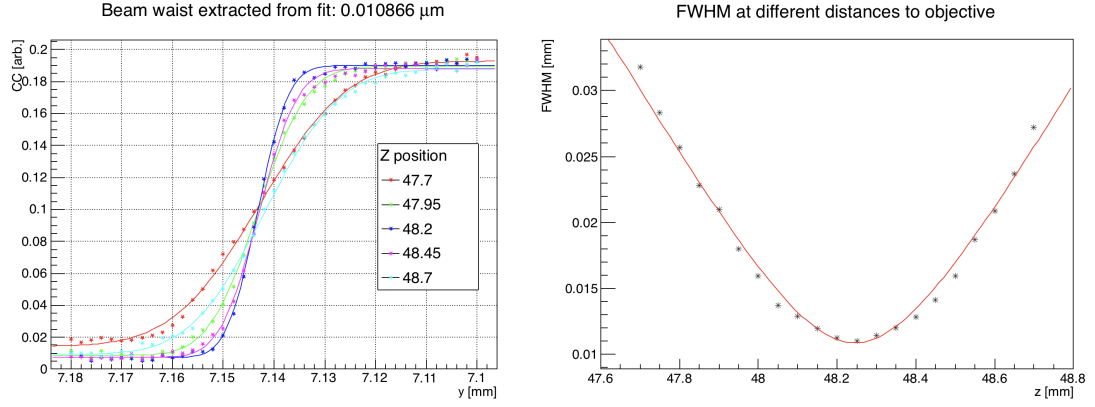 Beam waist extracted from fit: 0.010866 μm
CC [arb.]
0.2
0.18
0.16
0.14
0.12
0.1
0.08
0.06
0.04
0.02
0
7.18 7.17 7.16 7.15 7.14 7.13 7.12 7.11 7.1
y [mm]
Z position
47.7
47.95
48.2
48.45
48.7
FWHM at different distances to objective
FWHM [mm]
0.03
0.025
0.02
0.015
0.01
47.6 47.8 48 48.2 48.4 48.6 48.8
z [mm]